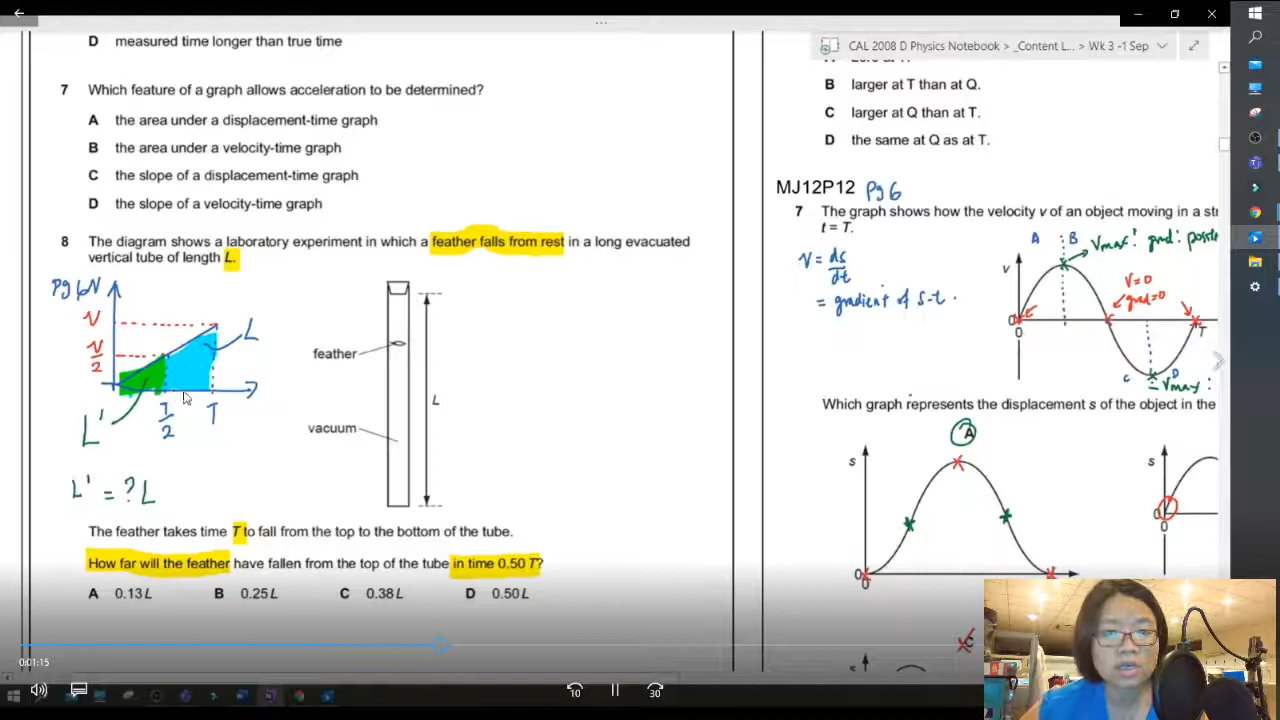 D measured time longer than true time
7 Which feature of a graph allows acceleration to be determined?
A the area under a displacement-time graph
B the area under a velocity-time graph
C the slope of a displacement-time graph
D the slope of a velocity-time graph
8 The diagram shows a laboratory experiment in which a feather falls from rest in a long evacuated
vertical tube of length L.
Pg 6
V
V
V/2
L
T/2
T
L'
L' = ? L
feather
vacuum
L
The feather takes time T to fall from the top to the bottom of the tube.
How far will the feather have fallen from the top of the tube in time 0.50 T?
A 0.13 L B 0.25 L C 0.38 L D 0.50 L
CAL 2008 D Physics Notebook > _Content L... > Wk 3 -1 Sep
B larger at T than at Q.
C larger at Q than at T.
D the same at Q as at T.
MJ12P12 Pg 6
7 The graph shows how the velocity v of an object moving in a
t = T.
V = ds/dt
= gradient of s-t.
A B
Vmax!
V=0
grad=0
v
0
0
T
C D
- Vmax:
Which graph represents the displacement s of the object in the
A
s
0
0
s
0
0
C
s
0:01:15
10
30